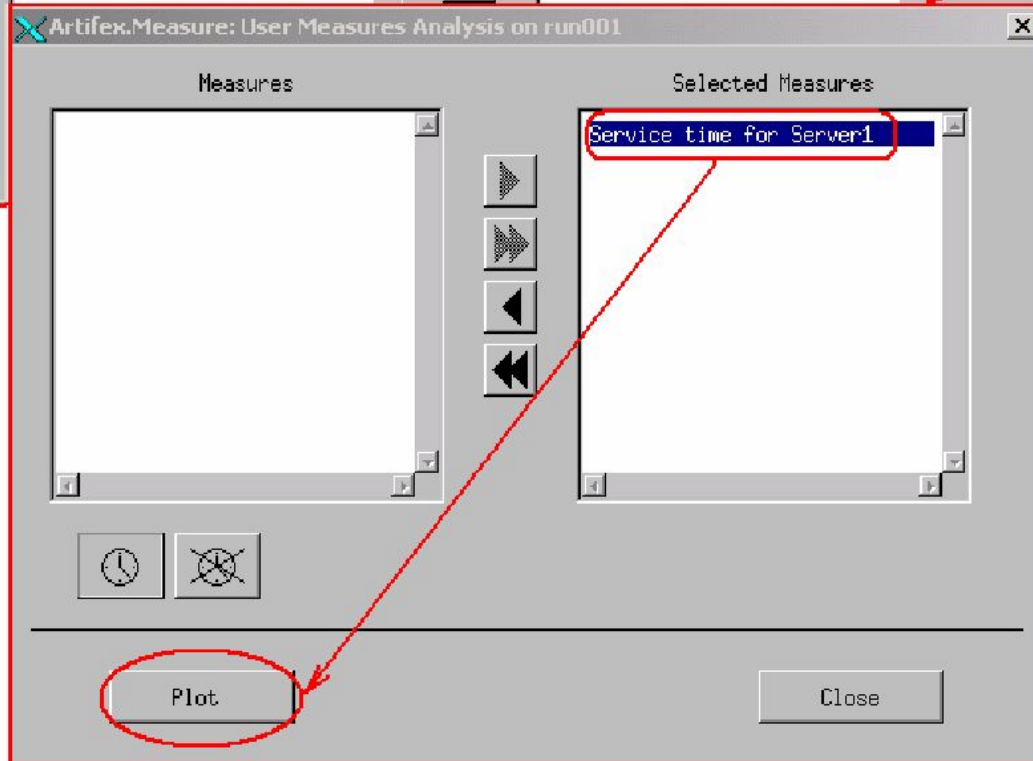 Artifex.Measure: User Measures Analysis on run001
Measures
Selected Measures
Service time for Server1
Plot
Close